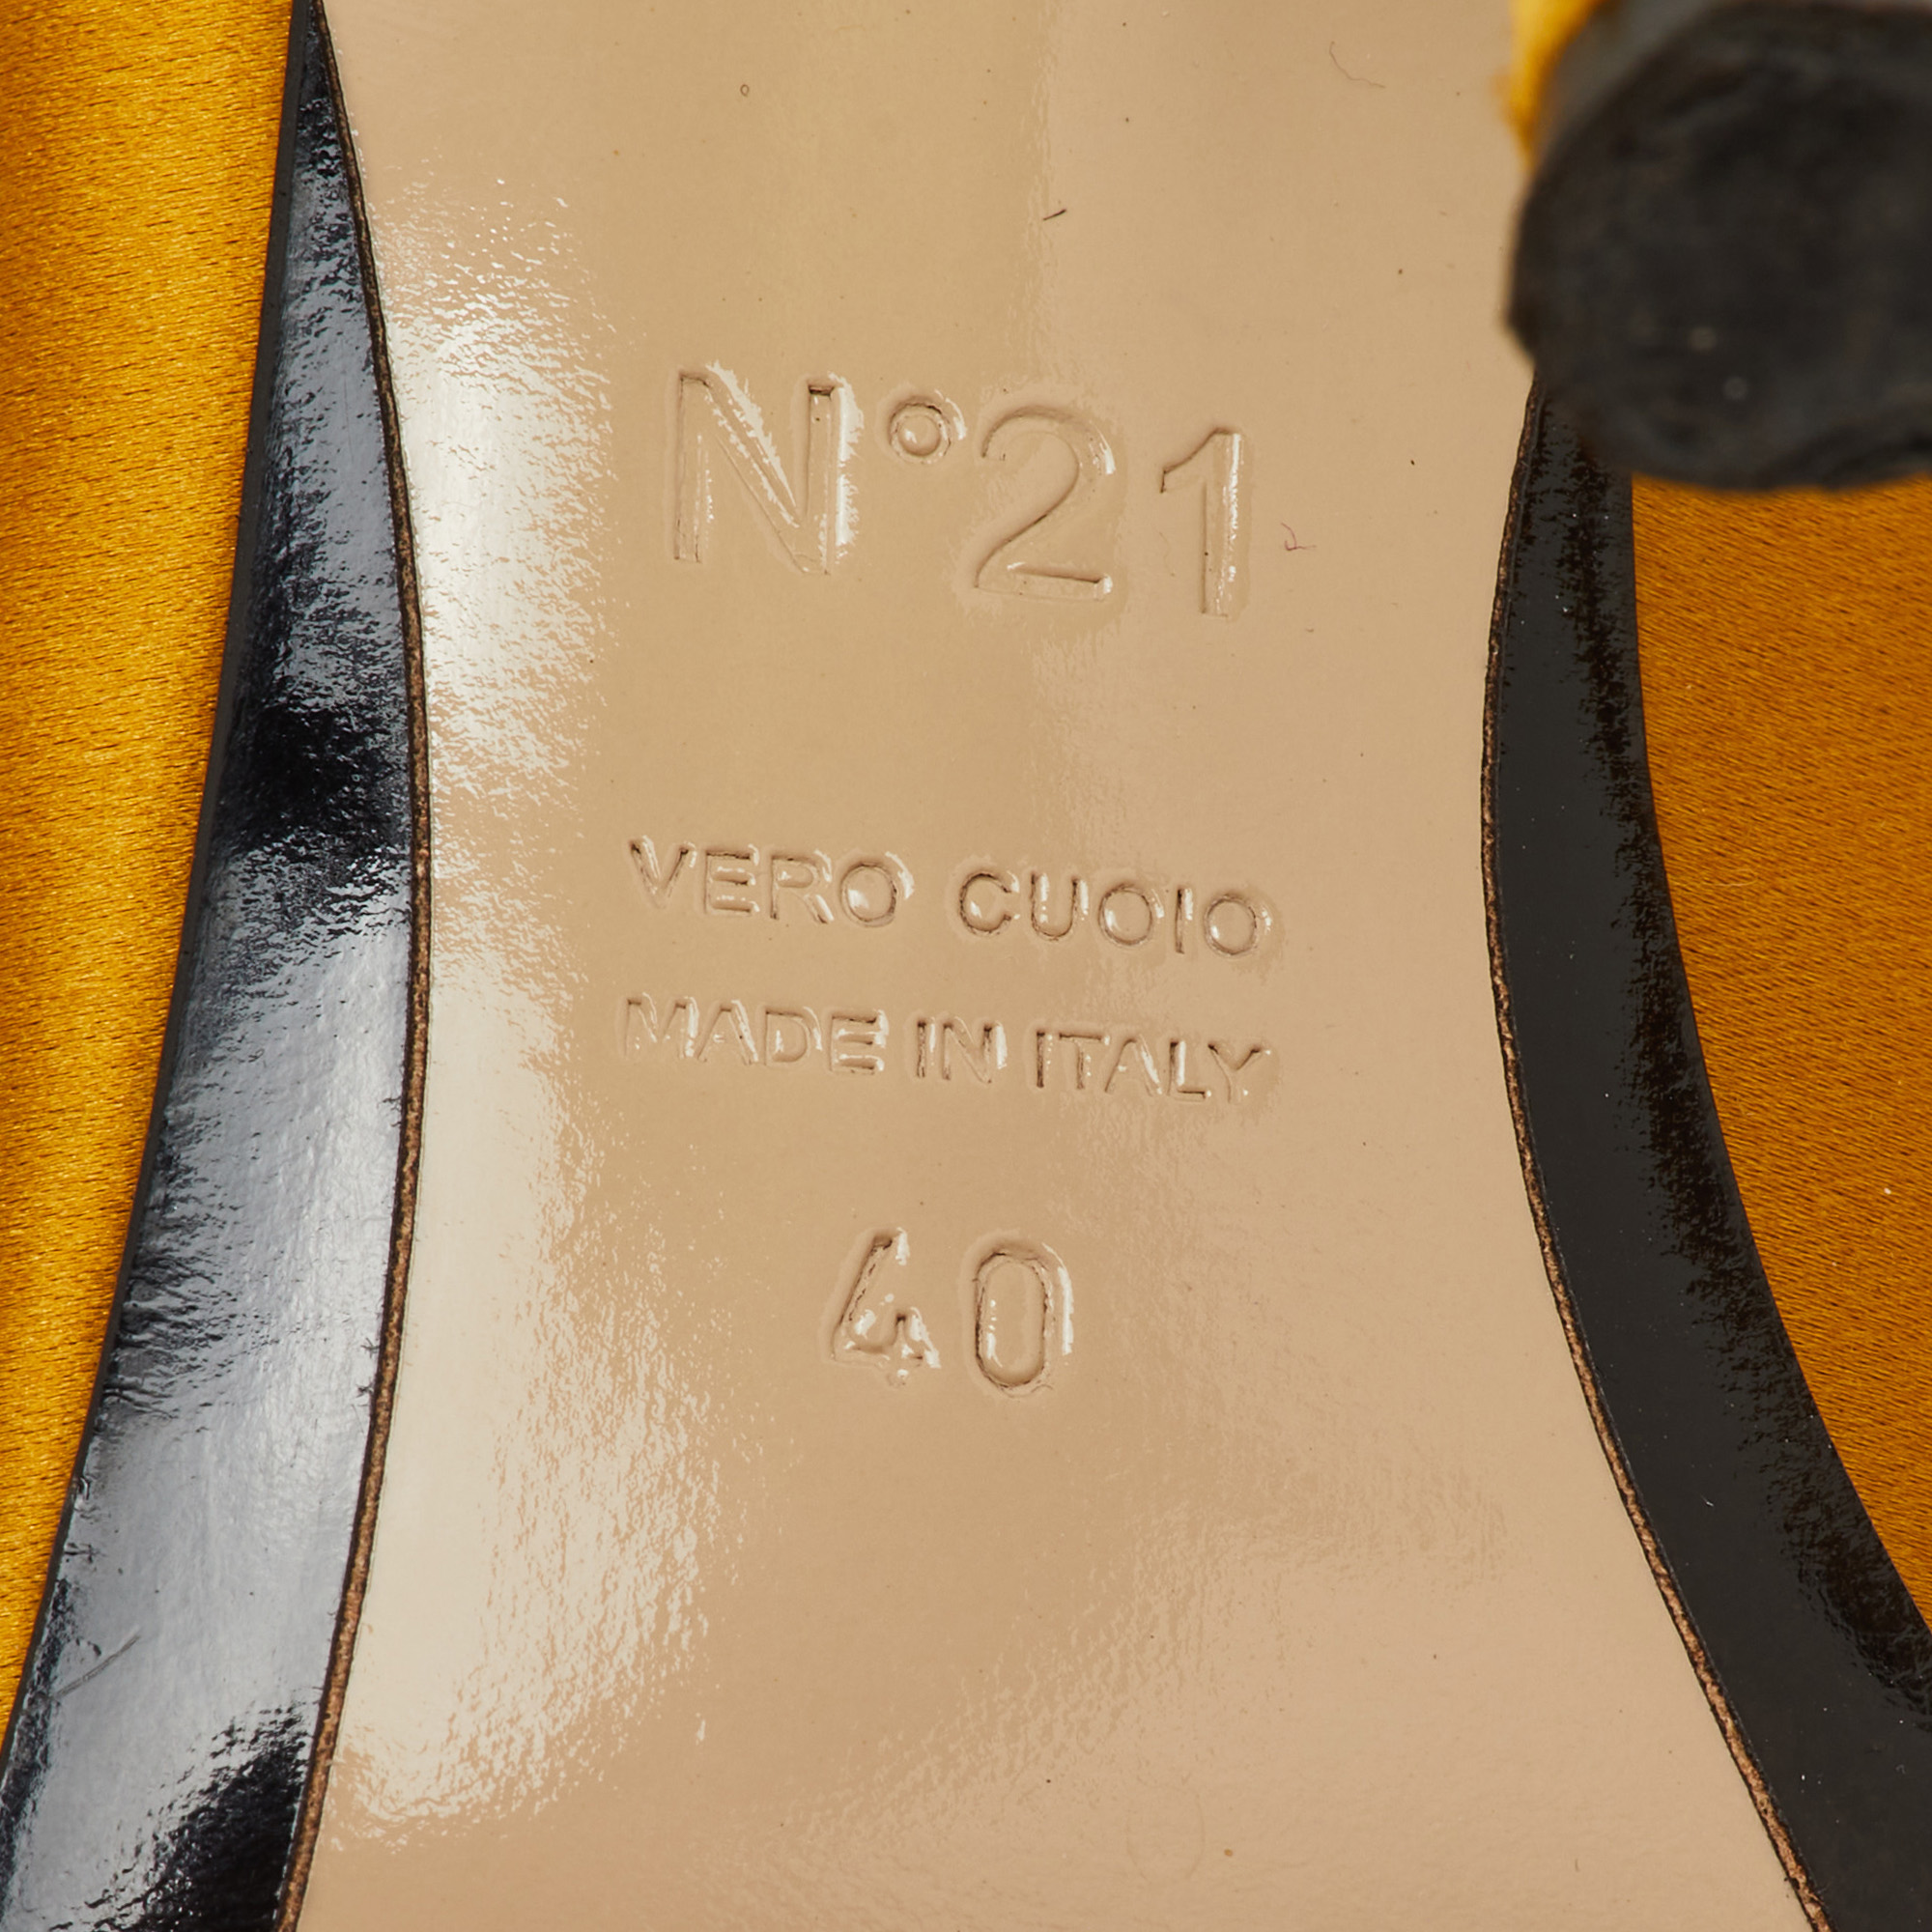 N°21
VERO CUOIO
MADE IN ITALY
40